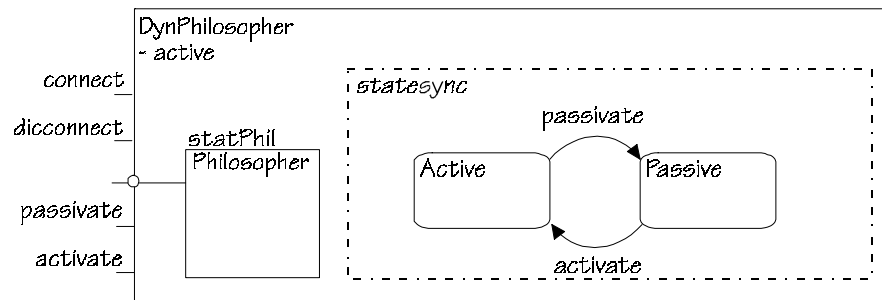 DynPhilosopher
- active
connect
dicconnect
passivate
activate
statPhil
Philosopher
statesync
passivate
Active
Passive
activate